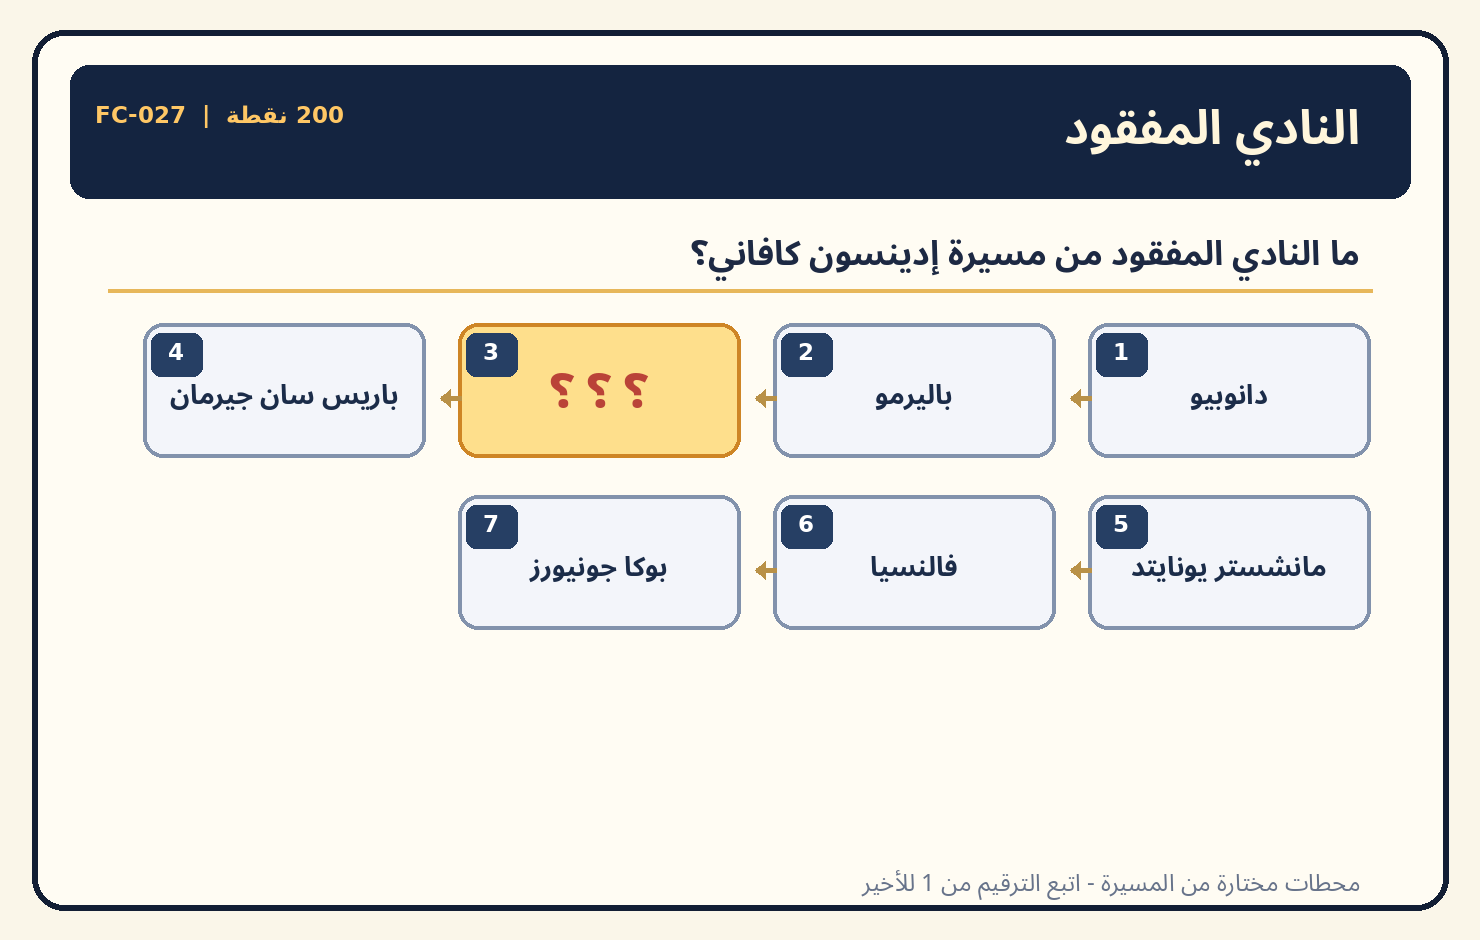 النادي المفقود
200 نقطة | FC-027
ما النادي المفقود من مسيرة إدينسون كافاني؟
1
دانوبيو
2
باليرمو
3
؟؟؟
4
باريس سان جيرمان
5
مانشستر يونايتد
6
فالنسيا
7
بوكا جونيورز
محطات مختارة من المسيرة - اتبع الترقيم من 1 للأخير